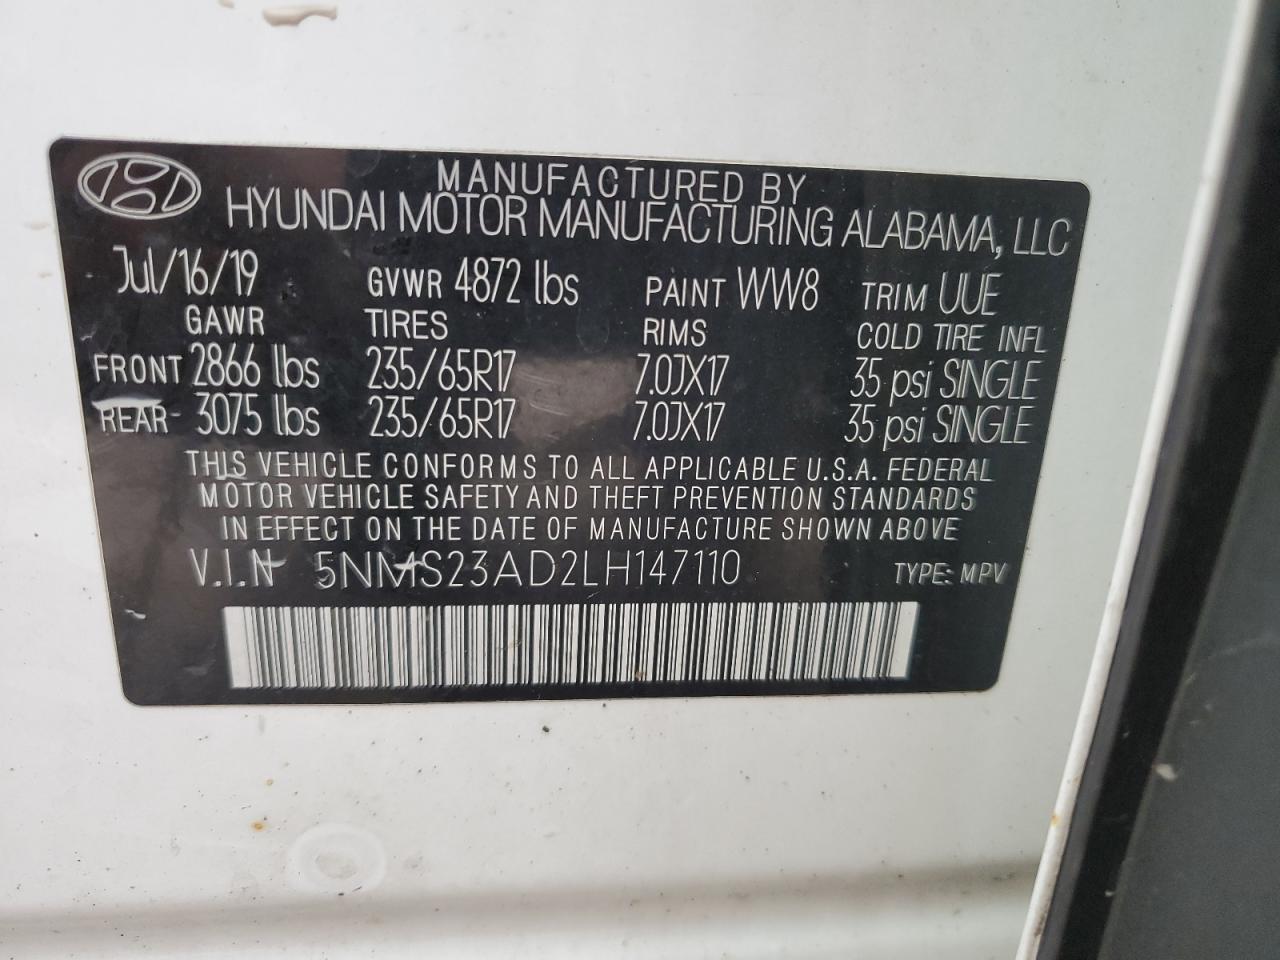 MANUFACTURED BY
HYUNDAI MOTOR MANUFACTURING ALABAMA, LLC
Jul/16/19 GVWR 4872 lbs PAINT WW8 TRIM UUE
GAWR TIRES RIMS COLD TIRE INFL
FRONT 2866 lbs 235/65R17 7.0JX17 35 psi SINGLE
REAR 3075 lbs 235/65R17 7.0JX17 35 psi SINGLE
THIS VEHICLE CONFORMS TO ALL APPLICABLE U.S.A. FEDERAL
MOTOR VEHICLE SAFETY AND THEFT PREVENTION STANDARDS
IN EFFECT ON THE DATE OF MANUFACTURE SHOWN ABOVE
V.I.N 5NMS23AD2LH147110 TYPE: MPV